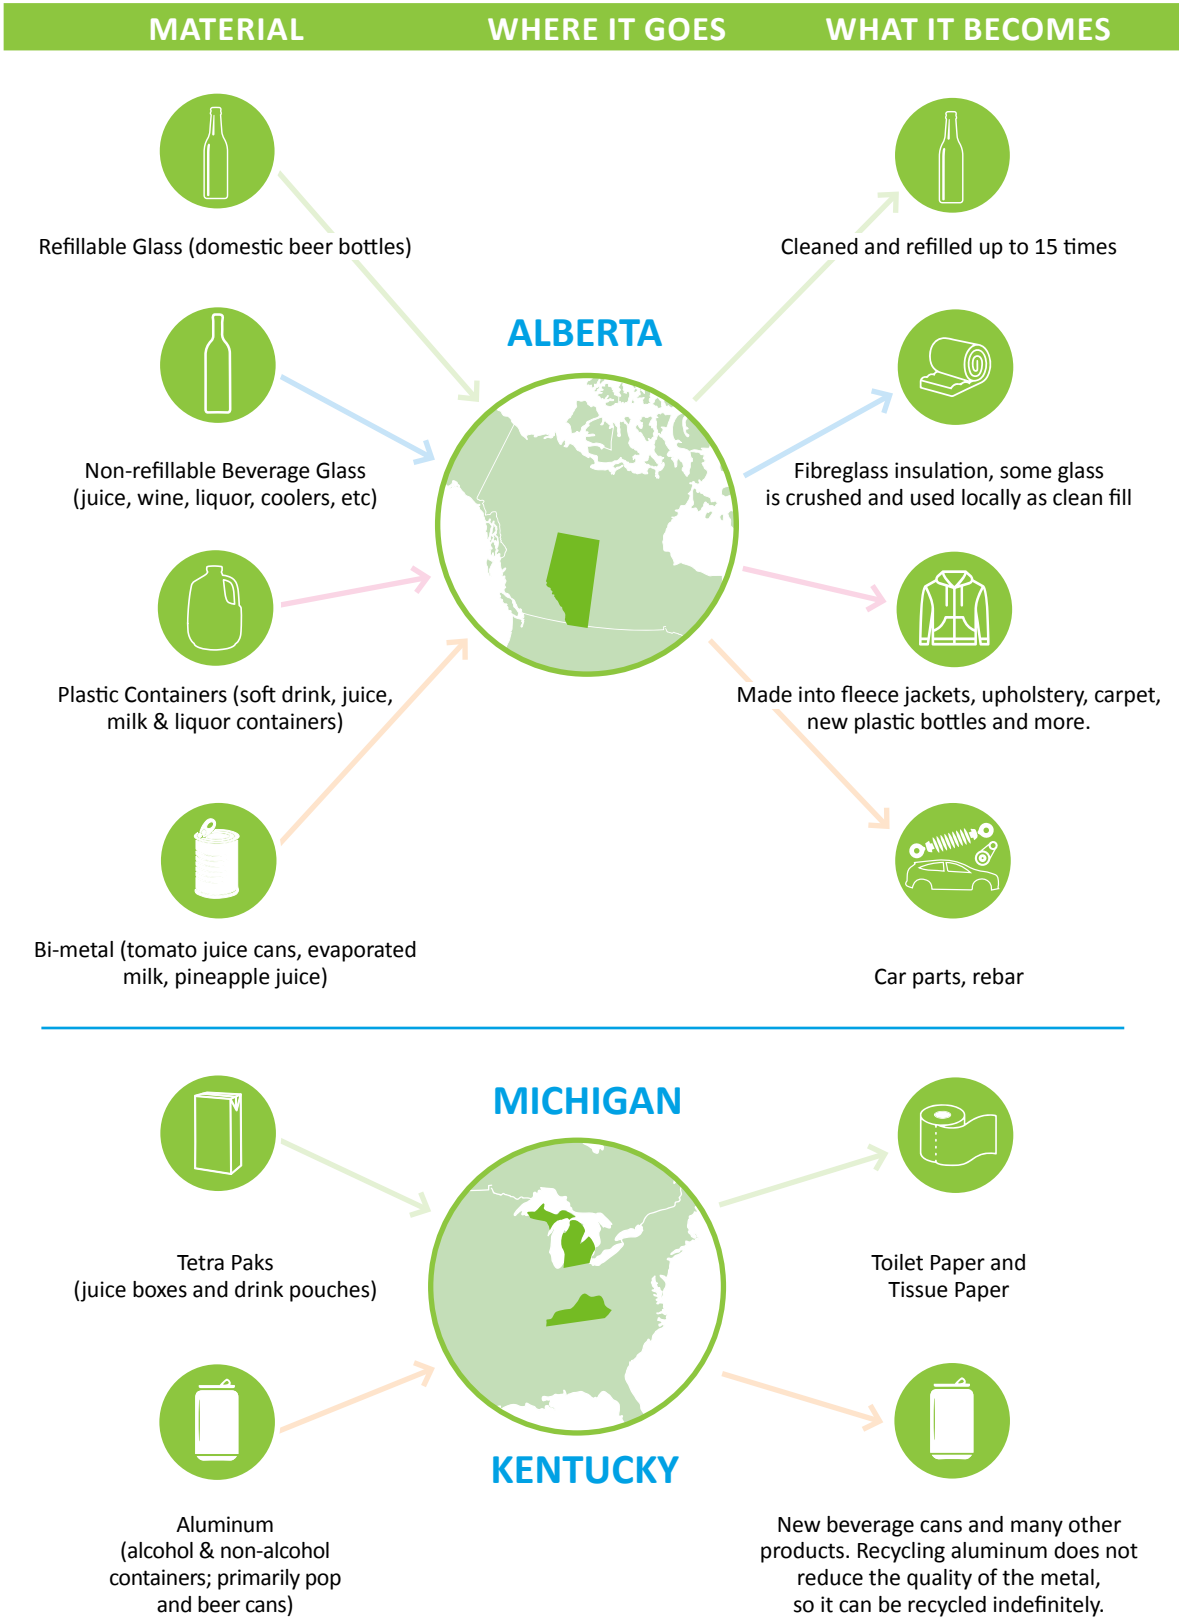 MATERIAL
WHERE IT GOES
WHAT IT BECOMES
Refillable Glass (domestic beer bottles)
Cleaned and refilled up to 15 times
ALBERTA
Non-refillable Beverage Glass
(juice, wine, liquor, coolers, etc)
Fibreglass insulation, some glass
is crushed and used locally as clean fill
Plastic Containers (soft drink, juice,
milk & liquor containers)
Made into fleece jackets, upholstery, carpet,
new plastic bottles and more.
Bi-metal (tomato juice cans, evaporated
milk, pineapple juice)
Car parts, rebar
MICHIGAN
Tetra Paks
(juice boxes and drink pouches)
Toilet Paper and
Tissue Paper
KENTUCKY
Aluminum
(alcohol & non-alcohol
containers; primarily pop
and beer cans)
New beverage cans and many other
products. Recycling aluminum does not
reduce the quality of the metal,
so it can be recycled indefinitely.